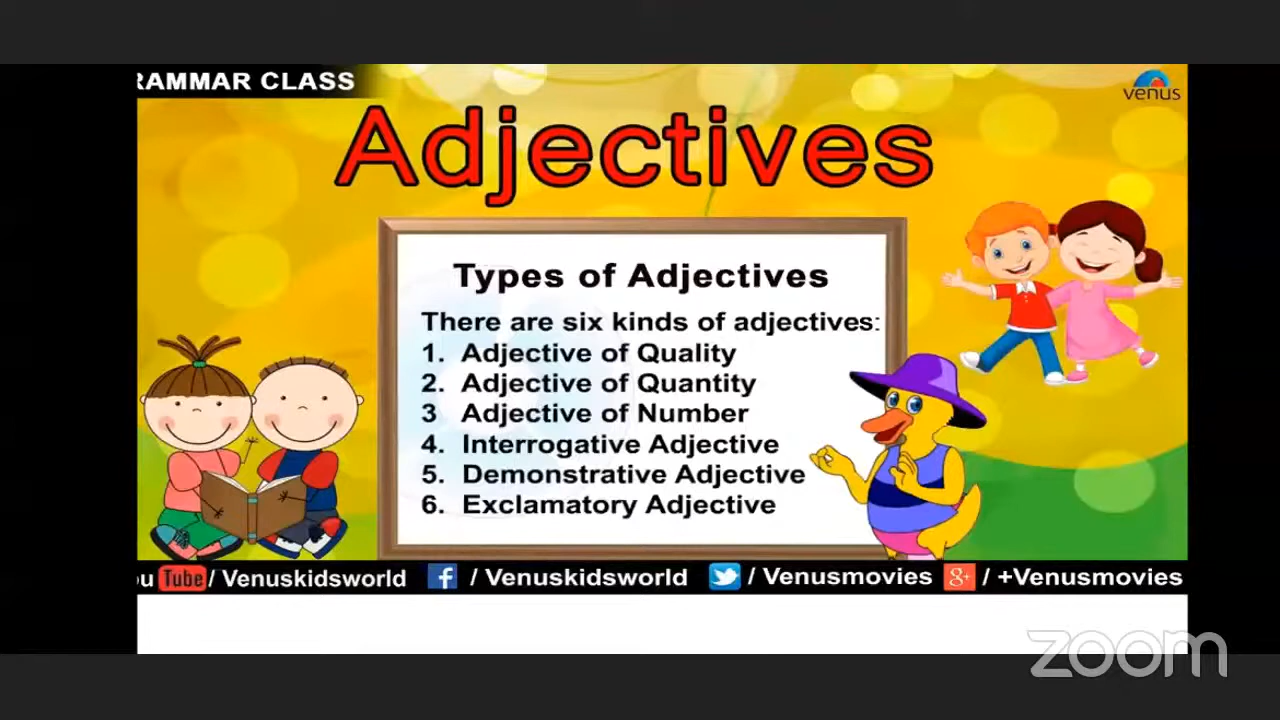 RAMMAR CLASS
venus
Adjectives
Types of Adjectives
There are six kinds of adjectives:
1. Adjective of Quality
2. Adjective of Quantity
3 Adjective of Number
4. Interrogative Adjective
5. Demonstrative Adjective
6. Exclamatory Adjective
ou Tube / Venuskidsworld f / Venuskidsworld / Venusmovies g+ / +Venusmovies
zoom